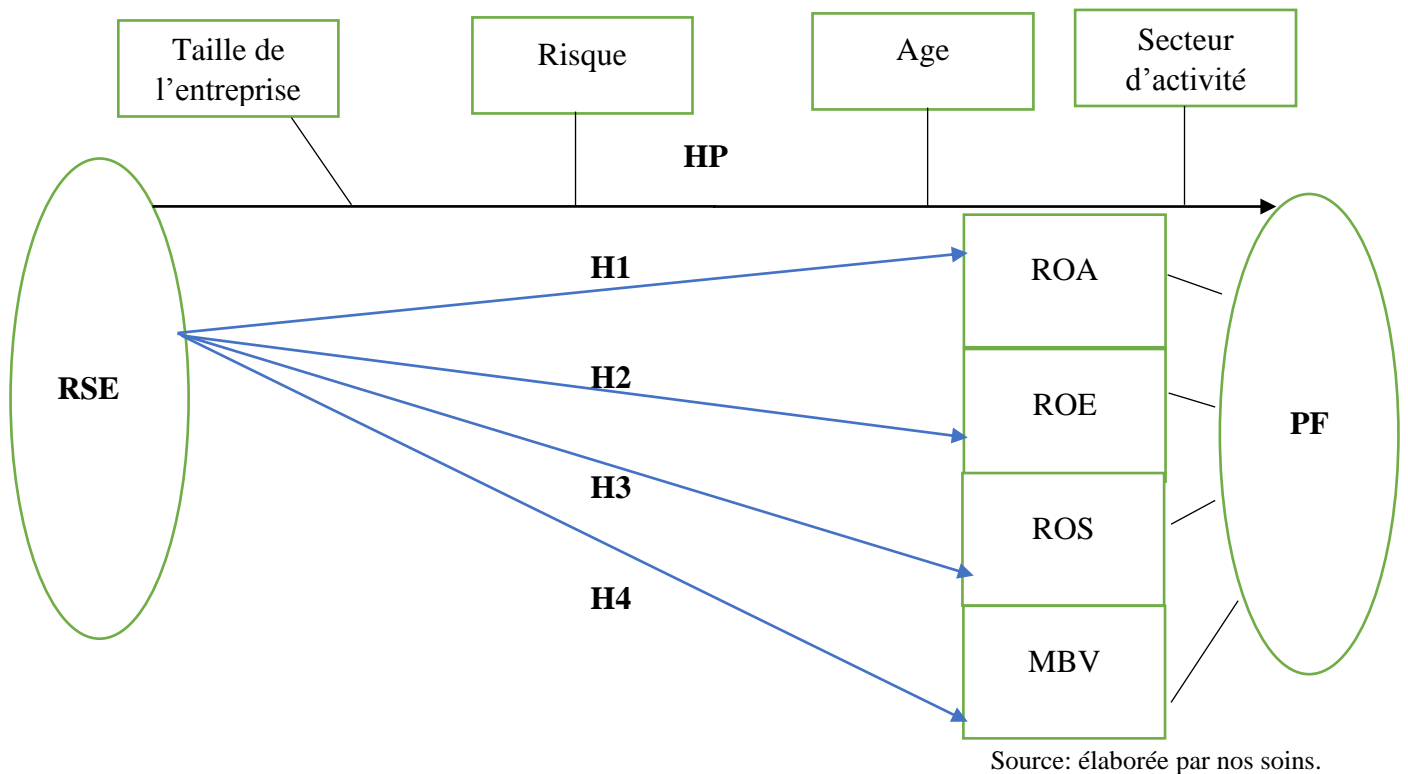 Taille de
l’entreprise
Risque
Age
Secteur
d’activité
HP
H1
ROA
H2
RSE
ROE
PF
H3
ROS
H4
MBV
Source: élaborée par nos soins.